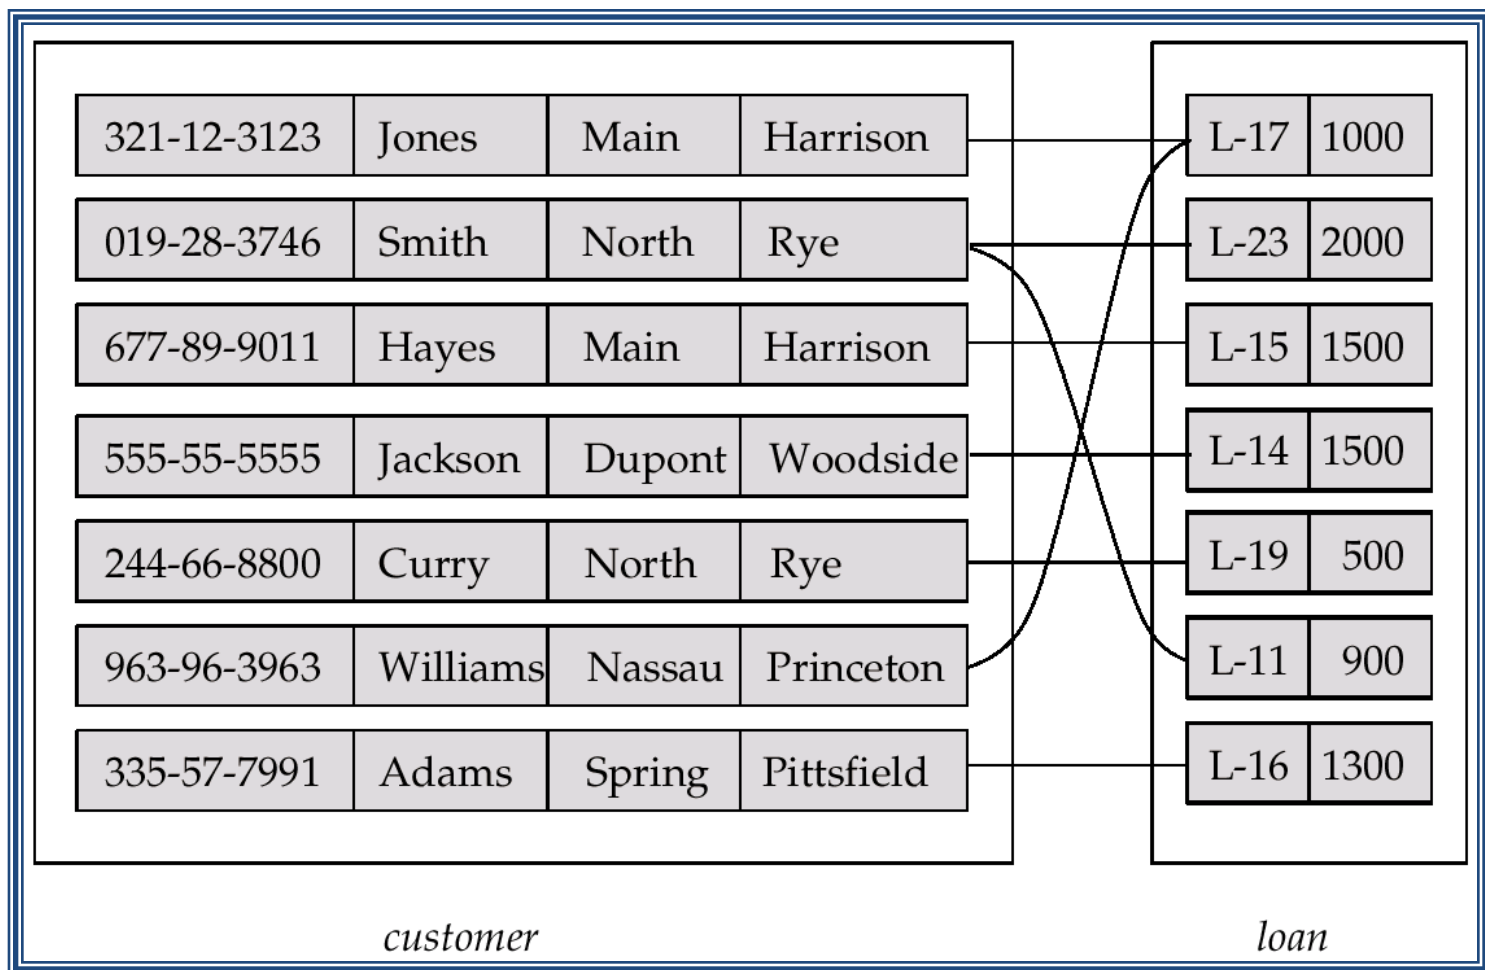 321-12-3123 Jones Main Harrison L-17 1000
019-28-3746 Smith North Rye L-23 2000
677-89-9011 Hayes Main Harrison L-15 1500
555-55-5555 Jackson Dupont Woodside L-14 1500
244-66-8800 Curry North Rye L-19 500
963-96-3963 Williams Nassau Princeton L-11 900
335-57-7991 Adams Spring Pittsfield L-16 1300
customer loan